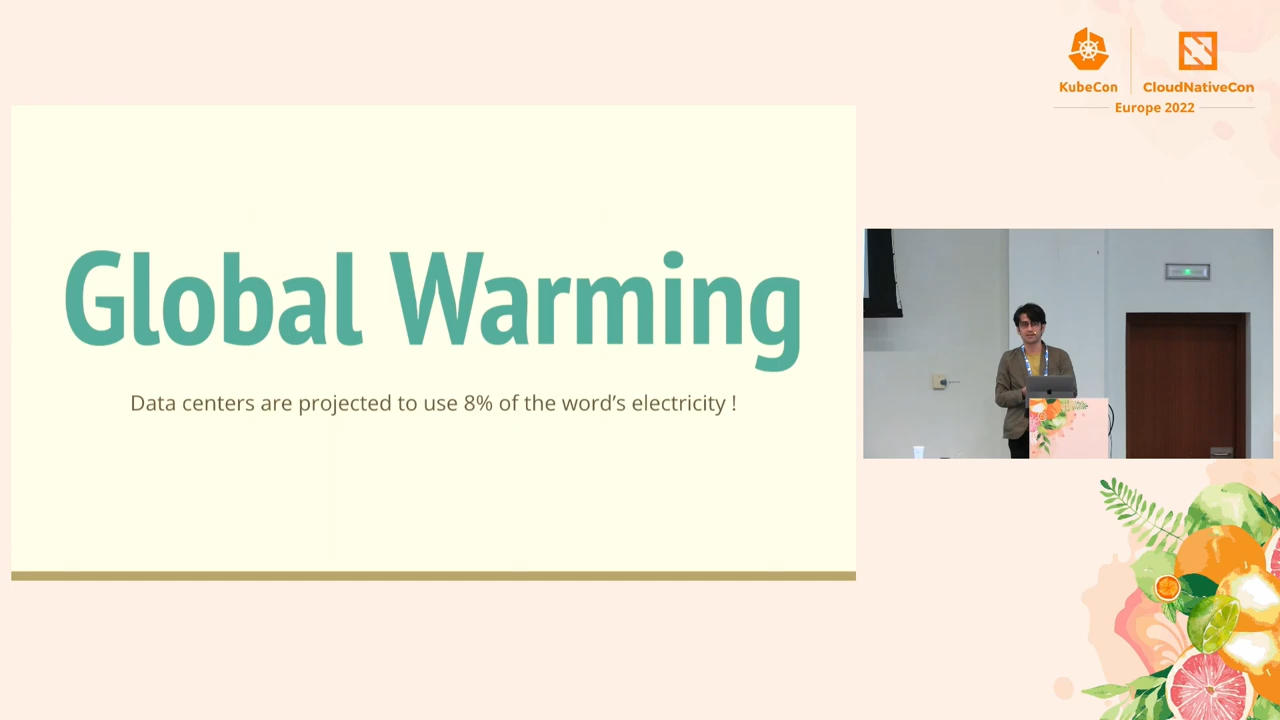 KubeCon
CloudNativeCon
Europe 2022
Global Warming
Data centers are projected to use 8% of the word’s electricity !